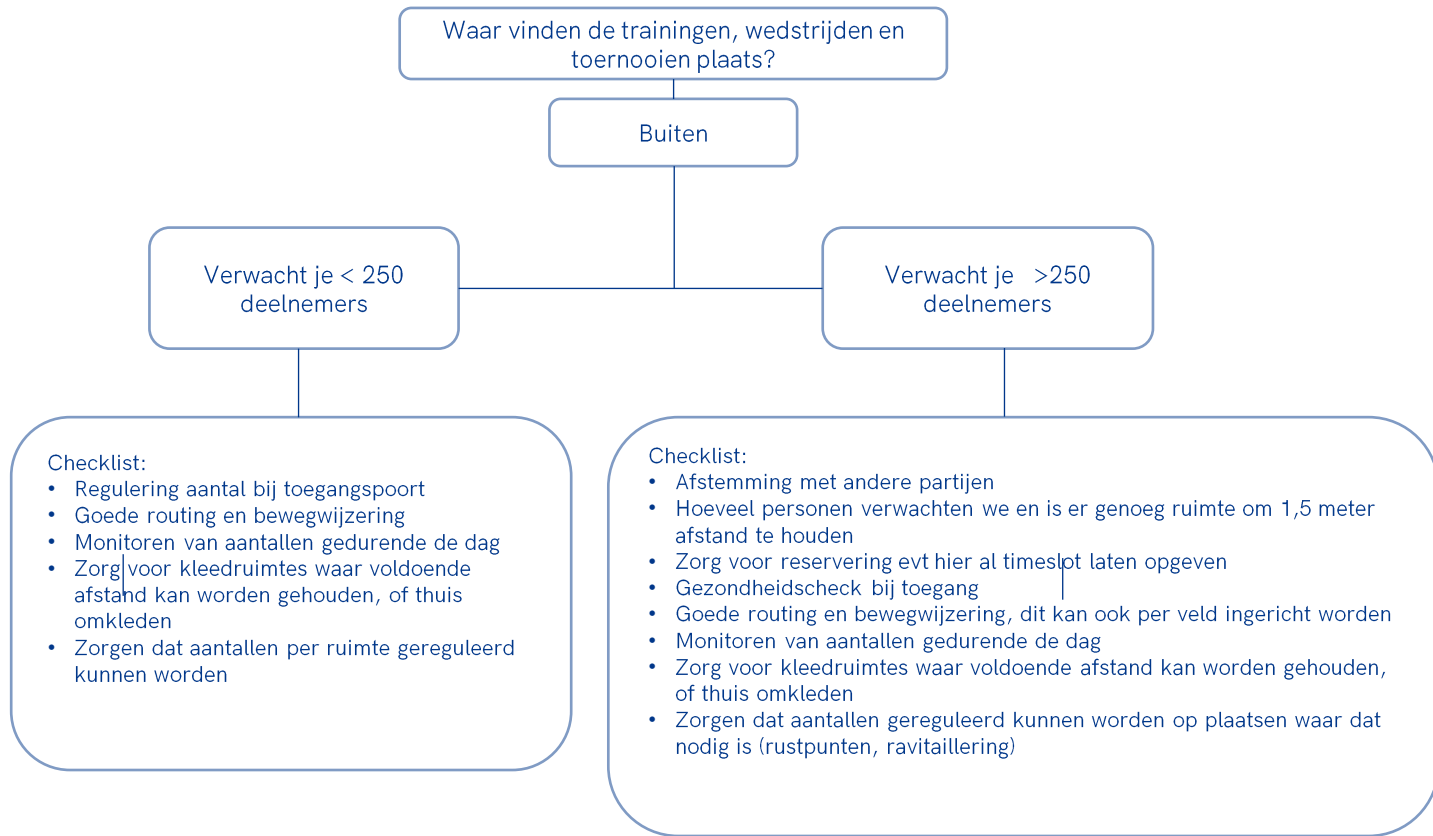 Waar vinden de trainingen, wedstrijden en
toernooien plaats?
Buiten
Verwacht je < 250
deelnemers
Verwacht je >250
deelnemers
Checklist:
• Regulering aantal bij toegangspoort
• Goede routing en bewegwijzering
• Monitoren van aantallen gedurende de dag
• Zorg voor kleedruimtes waar voldoende
afstand kan worden gehouden, of thuis
omkleden
• Zorgen dat aantallen per ruimte gereguleerd
kunnen worden
Checklist:
• Afstemming met andere partijen
• Hoeveel personen verwachten we en is er genoeg ruimte om 1,5 meter
afstand te houden
• Zorg voor reservering evt hier al timeslot laten opgeven
• Gezondheidscheck bij toegang
• Goede routing en bewegwijzering, dit kan ook per veld ingericht worden
• Monitoren van aantallen gedurende de dag
• Zorg voor kleedruimtes waar voldoende afstand kan worden gehouden,
of thuis omkleden
• Zorgen dat aantallen gereguleerd kunnen worden op plaatsen waar dat
nodig is (rustpunten, ravitaillering)